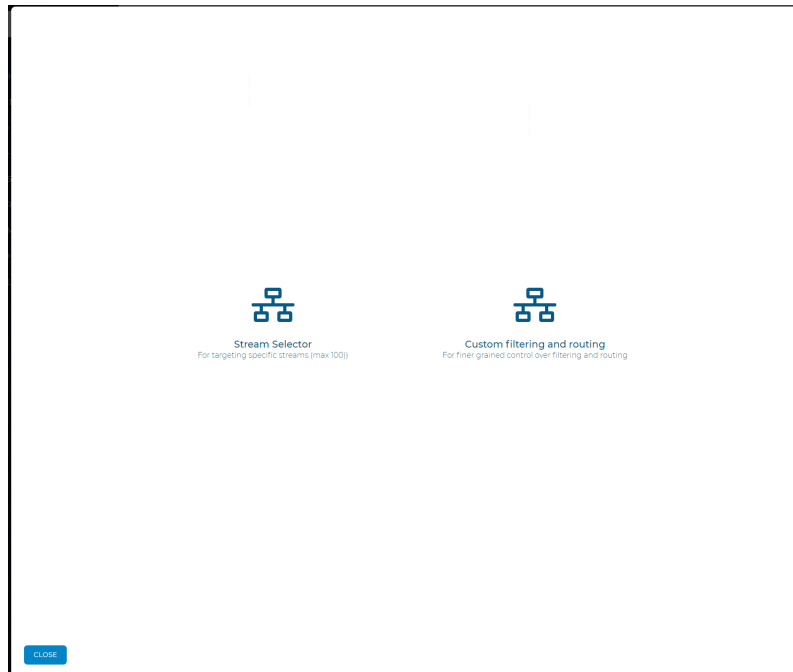 Stream Selector
For targeting specific streams (max 100))
Custom filtering and routing
For finer grained control over filtering and routing
CLOSE